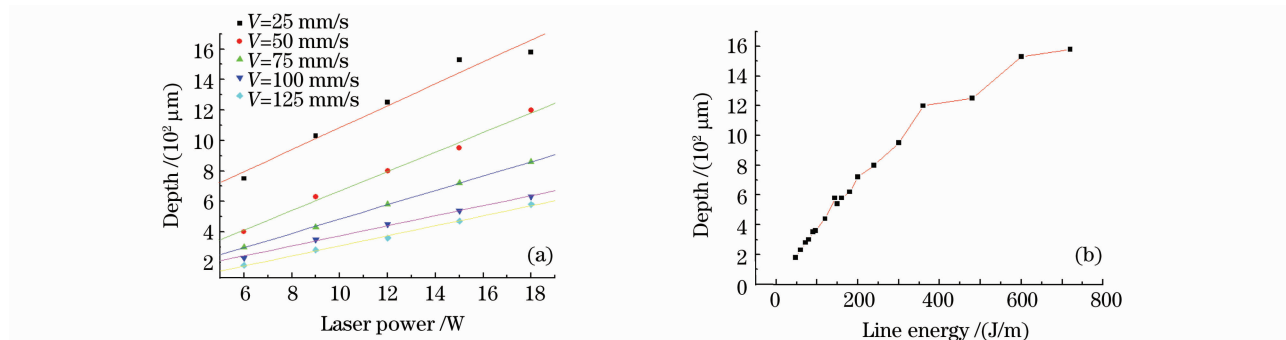 V=25 mm/s
V=50 mm/s
V=75 mm/s
V=100 mm/s
V=125 mm/s
16
14
12
10
8
6
4
2
Depth /(10² μm)
6 8 10 12 14 16 18
Laser power /W
(a)
16
14
12
10
8
6
4
2
0
Depth /(10² μm)
0 200 400 600 800
Line energy /(J/m)
(b)